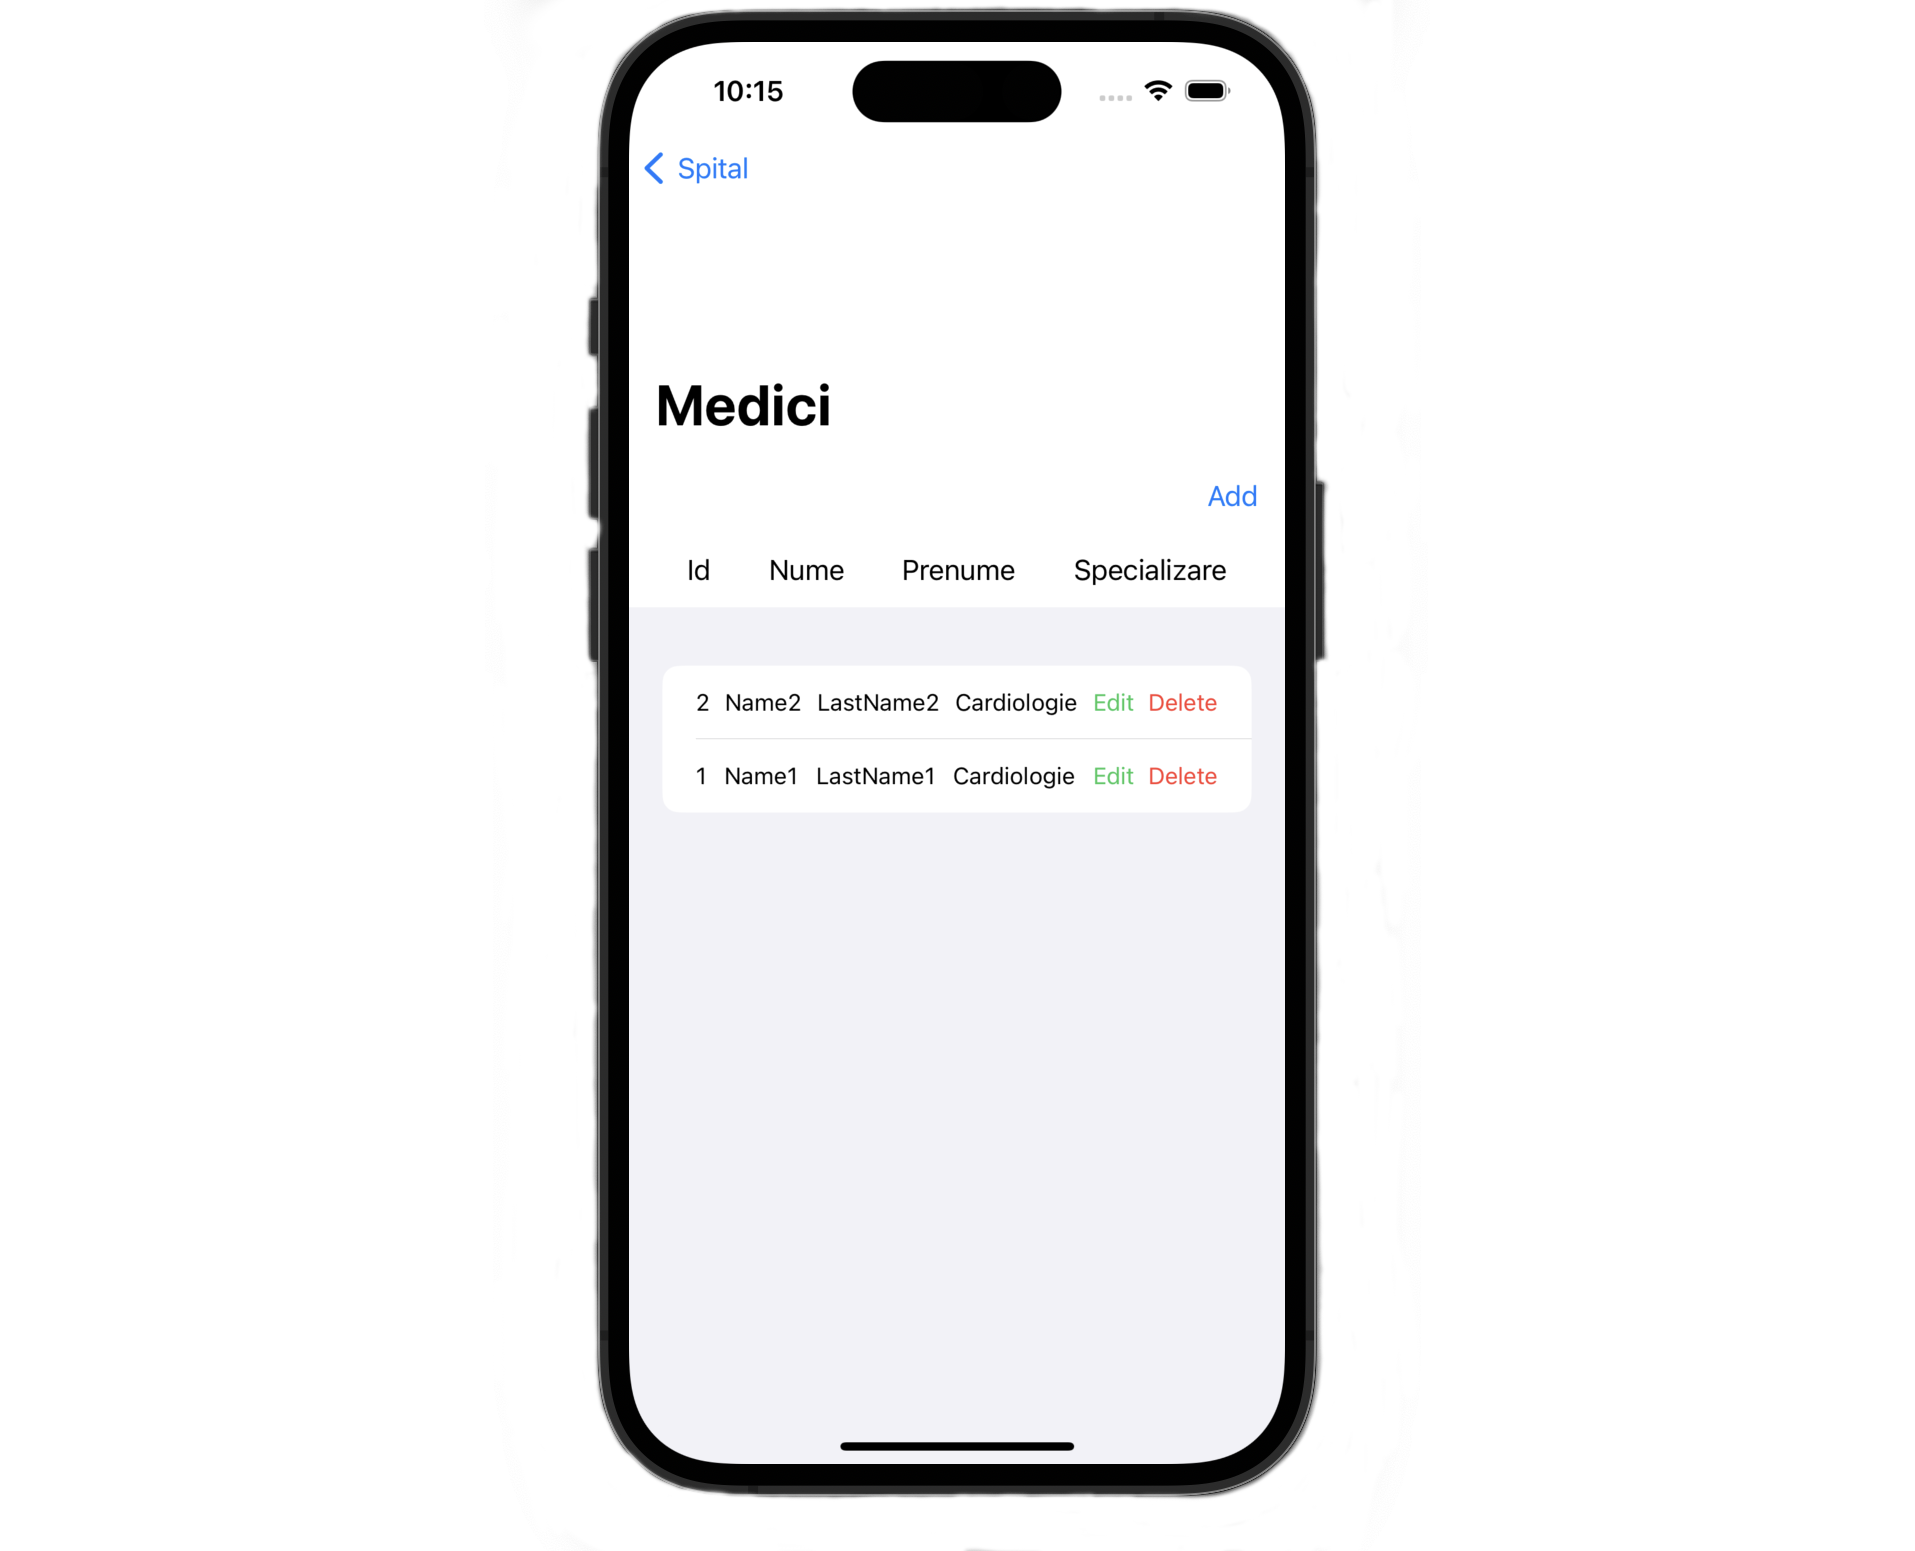 10:15
Spital
Medici
Add
Id Nume Prenume Specializare
2 Name2 LastName2 Cardiologie Edit Delete
1 Name1 LastName1 Cardiologie Edit Delete